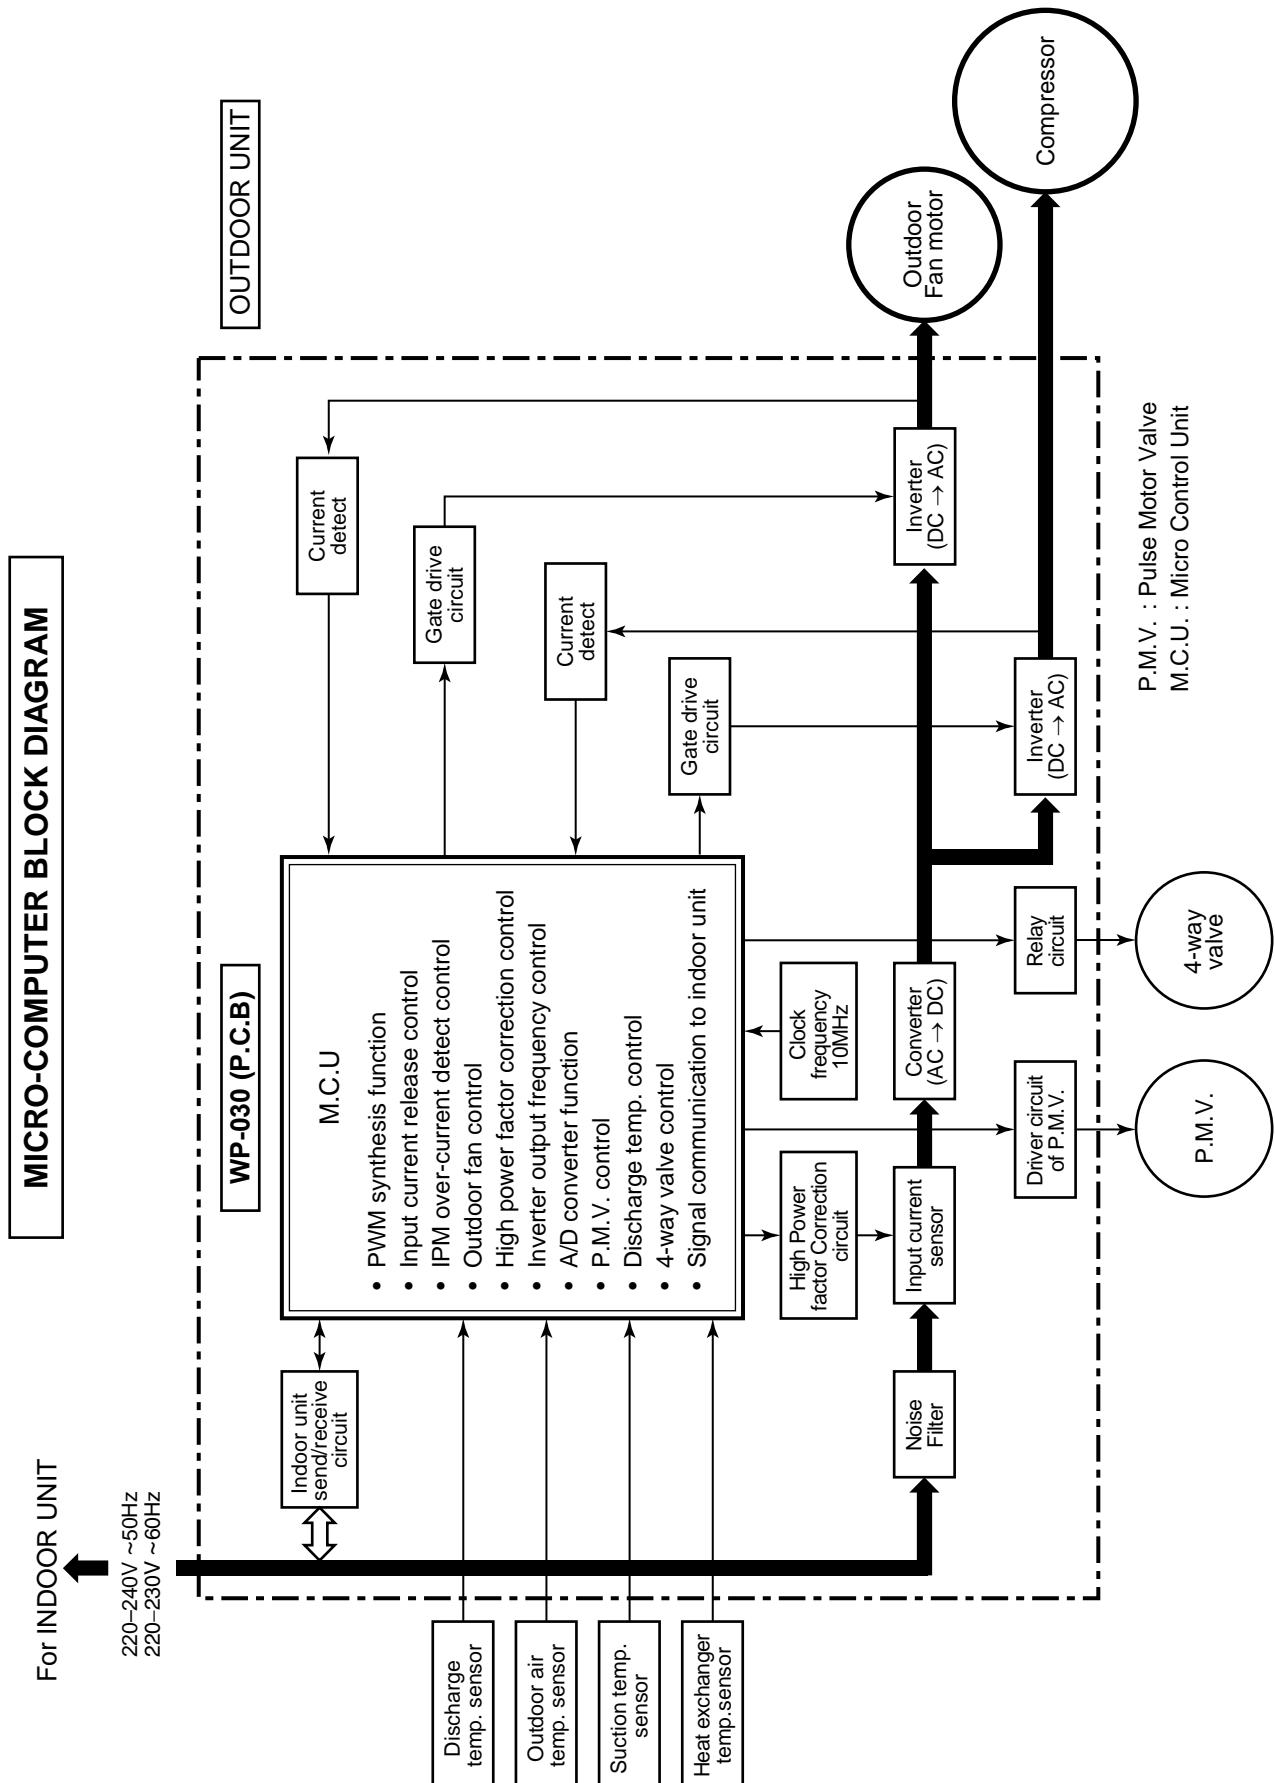 MICRO-COMPUTER BLOCK DIAGRAM
For INDOOR UNIT
220–240V ~50Hz
220–230V ~60Hz
WP-030 (P.C.B)
OUTDOOR UNIT
Indoor unit
send/receive
circuit
M.C.U
• PWM synthesis function
• Input current release control
• IPM over-current detect control
• Outdoor fan control
• High power factor correction control
• Inverter output frequency control
• A/D converter function
• P.M.V. control
• Discharge temp. control
• 4-way valve control
• Signal communication to indoor unit
Current
detect
Gate drive
circuit
Current
detect
Gate drive
circuit
Discharge
temp. sensor
Outdoor air
temp. sensor
Suction temp.
sensor
Heat exchanger
temp.sensor
High Power
factor Correction
circuit
Clock
frequency
10MHz
Noise
Filter
Input current
sensor
Converter
(AC → DC)
Inverter
(DC → AC)
Outdoor
Fan motor
Driver circuit
of P.M.V.
Relay
circuit
Inverter
(DC → AC)
Compressor
P.M.V.
4-way
valve
P.M.V. : Pulse Motor Valve
M.C.U. : Micro Control Unit